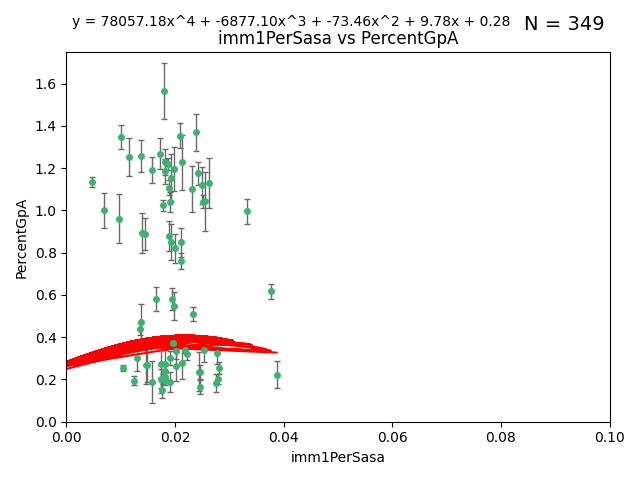 y = 78057.18x^4 + -6877.10x^3 + -73.46x^2 + 9.78x + 0.28 N = 349
imm1PerSasa vs PercentGpA
1.6
1.4
1.2
1.0
0.8
0.6
0.4
0.2
0.0
PercentGpA
0.00 0.02 0.04 0.06 0.08 0.10
imm1PerSasa